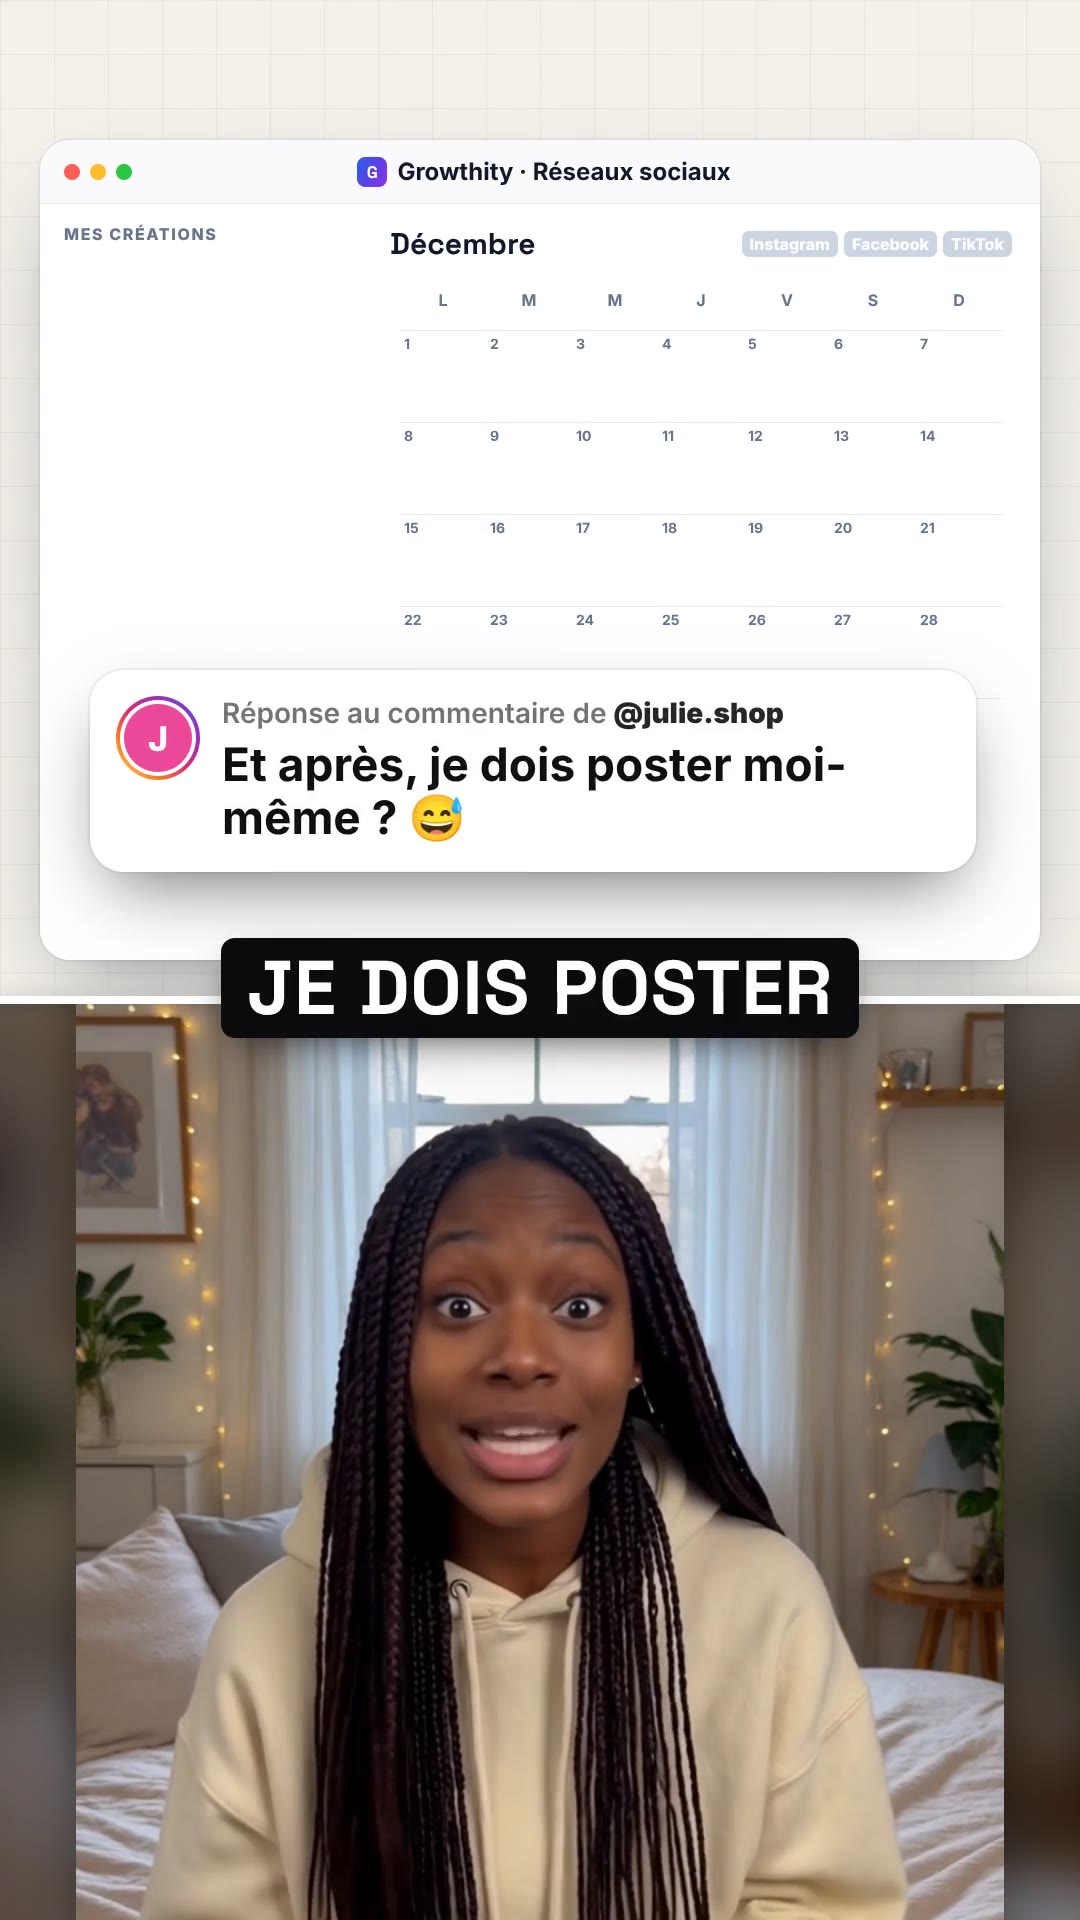 G Growthity · Réseaux sociaux
MES CRÉATIONS
Décembre
Instagram Facebook TikTok
L M M J V S D
1 2 3 4 5 6 7
8 9 10 11 12 13 14
15 16 17 18 19 20 21
22 23 24 25 26 27 28
J
Réponse au commentaire de @julie.shop
Et après, je dois poster moi-
même ? 😅
JE DOIS POSTER